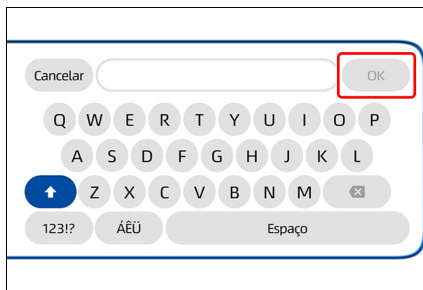 Cancelar OK
Q W E R T Y U I O P
A S D F G H J K L
Z X C V B N M
123!? ÁÊÜ Espaço